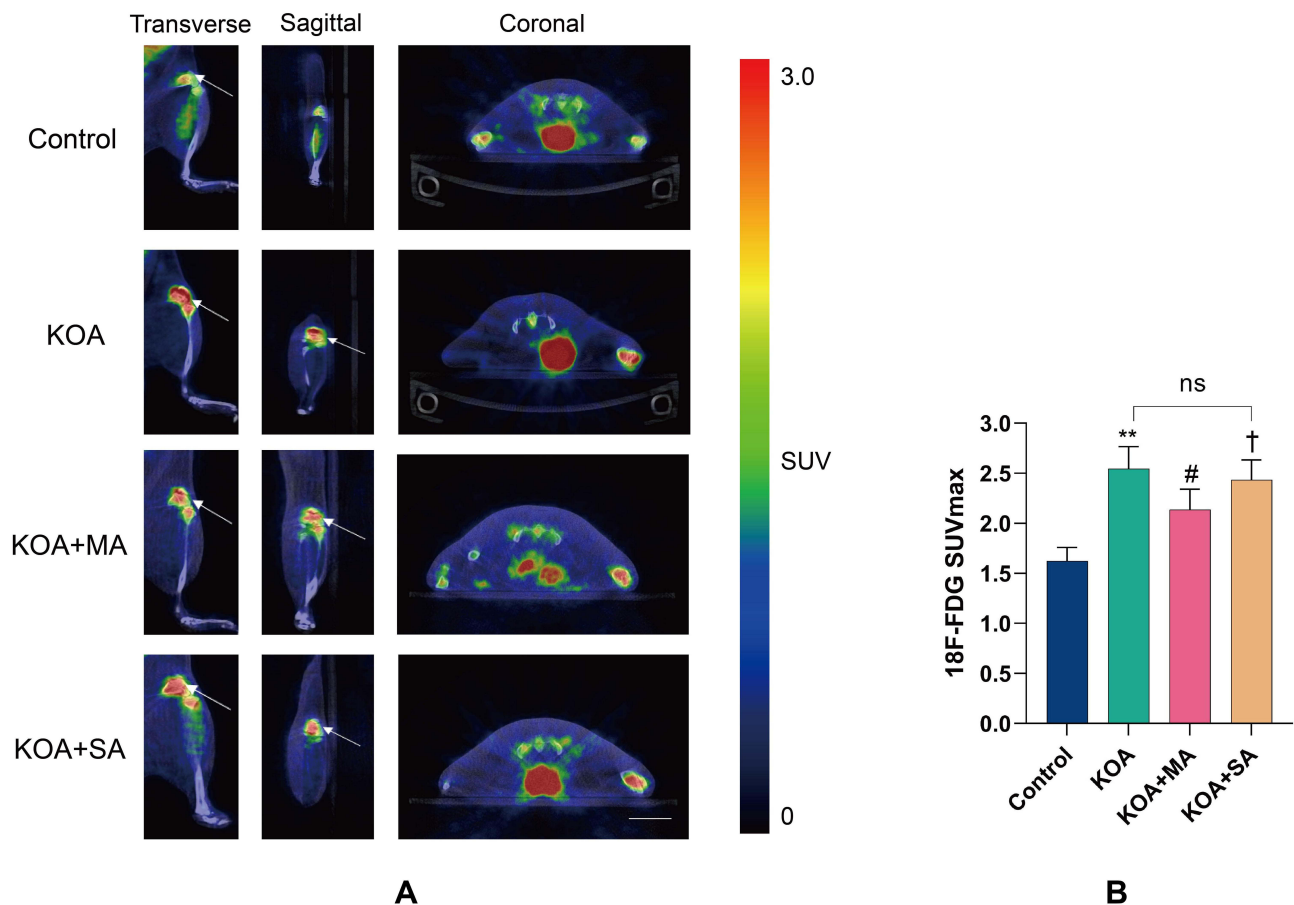 Transverse Sagittal Coronal
Control
KOA
KOA+MA
KOA+SA
3.0
SUV
0
A
ns
** # †
18F-FDG SUVmax
3.0
2.5
2.0
1.5
1.0
0.5
0.0
Control KOA KOA+MA KOA+SA
B